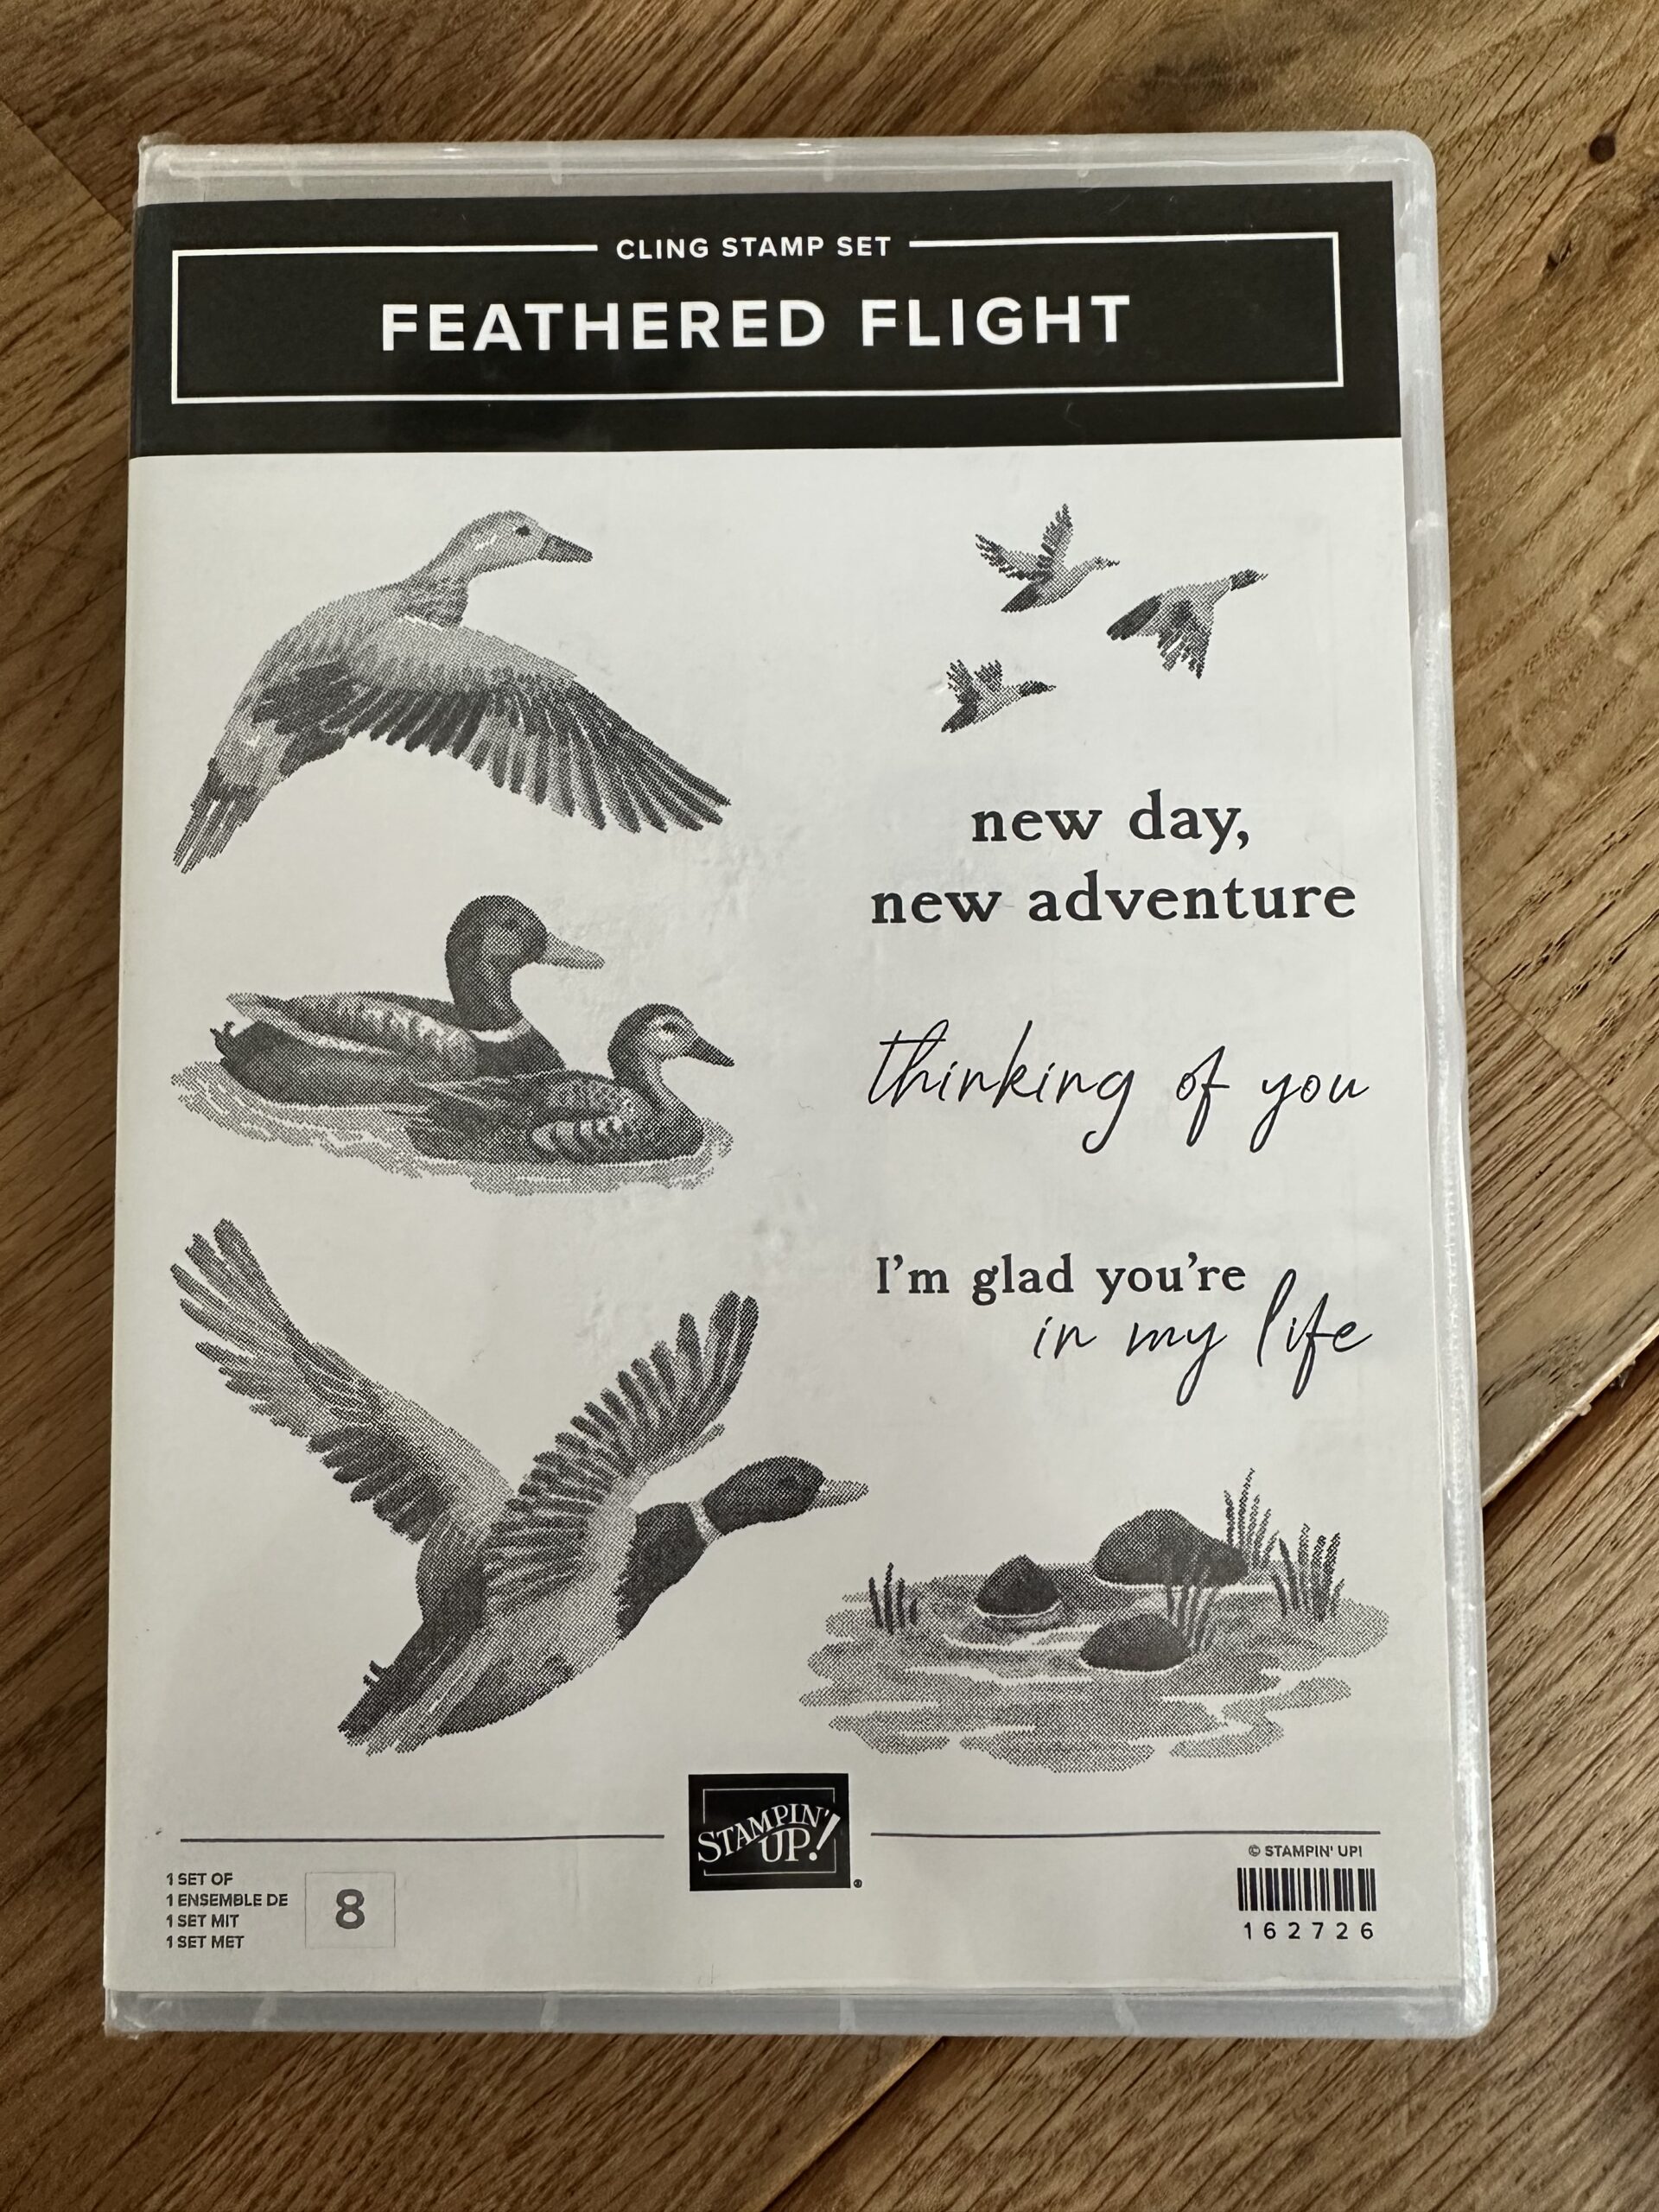 CLING STAMP SET
FEATHERED FLIGHT
new day,
new adventure
thinking of you
I'm glad you're
in my life
STAMPIN'
UP!
®
© STAMPIN' UP!
1 SET OF
1 ENSEMBLE DE
1 SET MIT
1 SET MET
8
162726